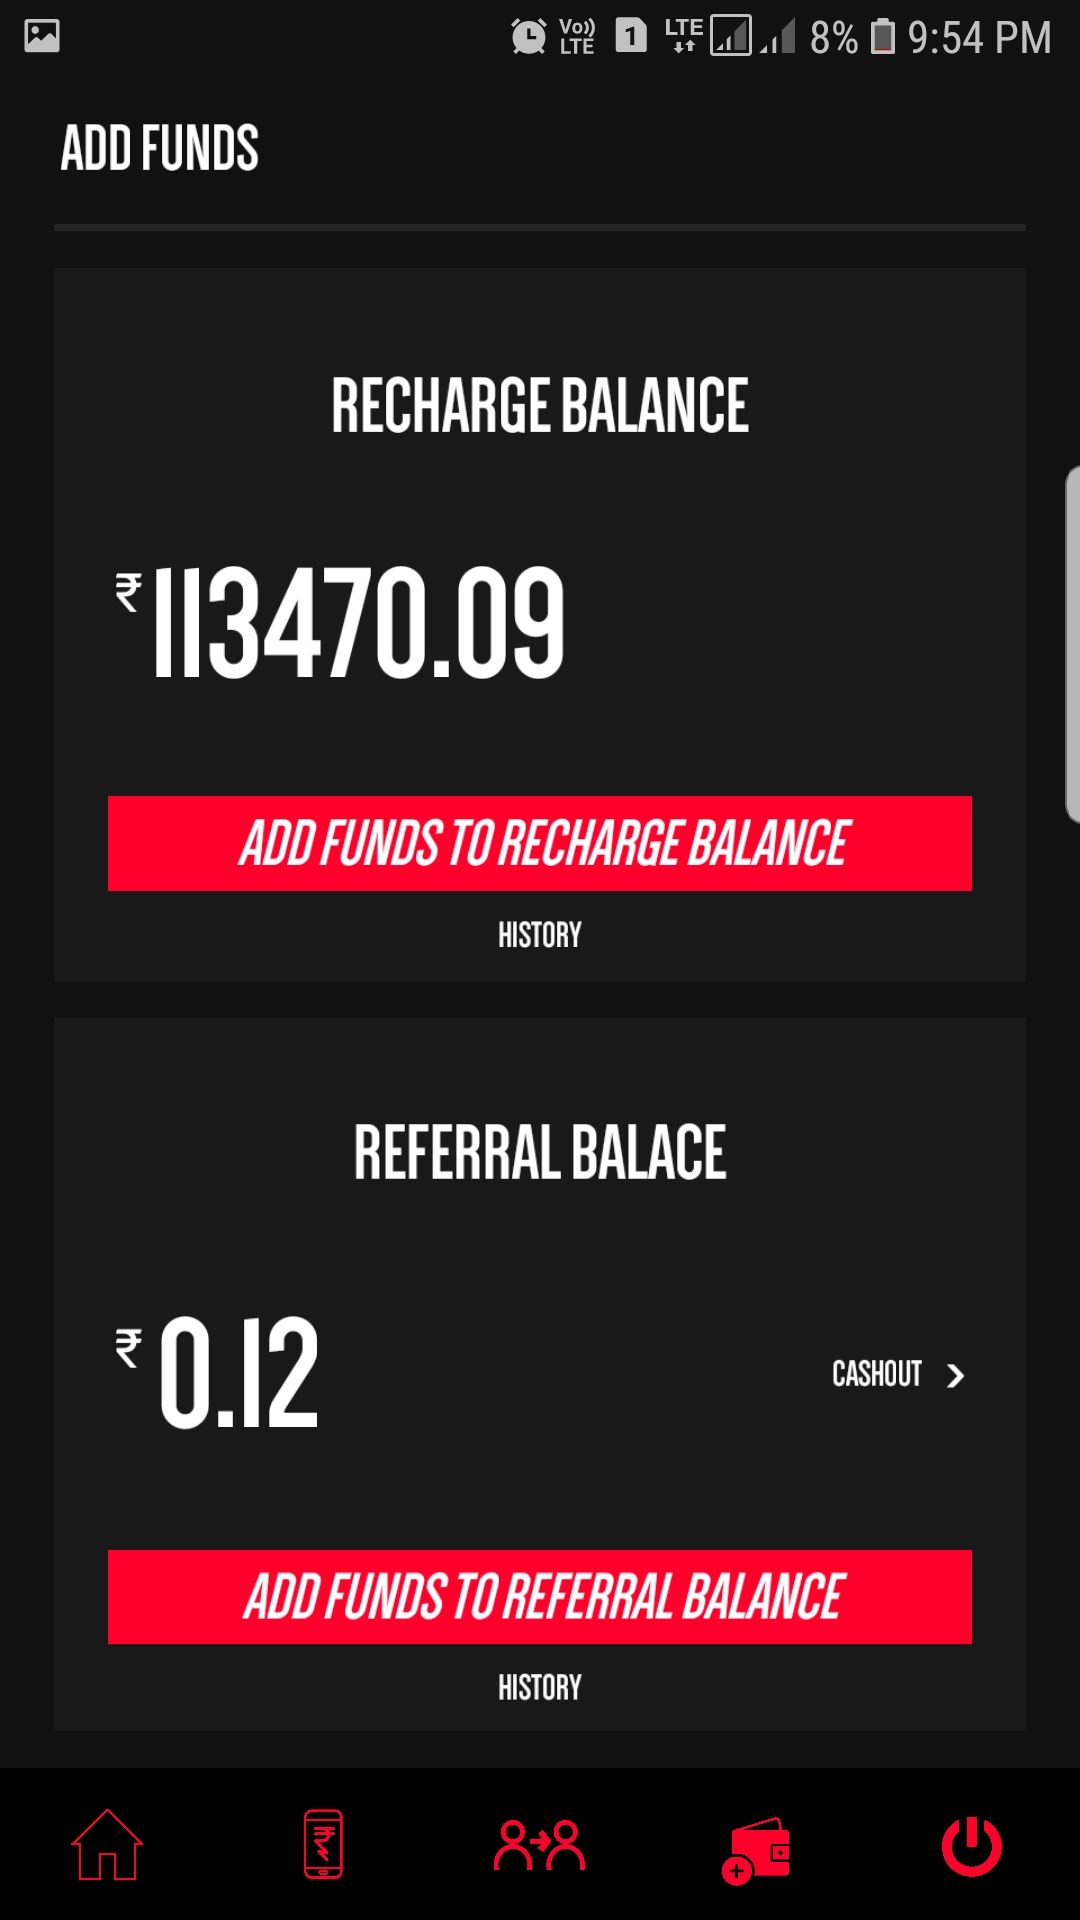 Vo)) LTE 1 LTE 8% 9:54 PM
ADD FUNDS
RECHARGE BALANCE
₹113470.09
ADD FUNDS TO RECHARGE BALANCE
HISTORY
REFERRAL BALACE
₹0.12
CASHOUT >
ADD FUNDS TO REFERRAL BALANCE
HISTORY
₹